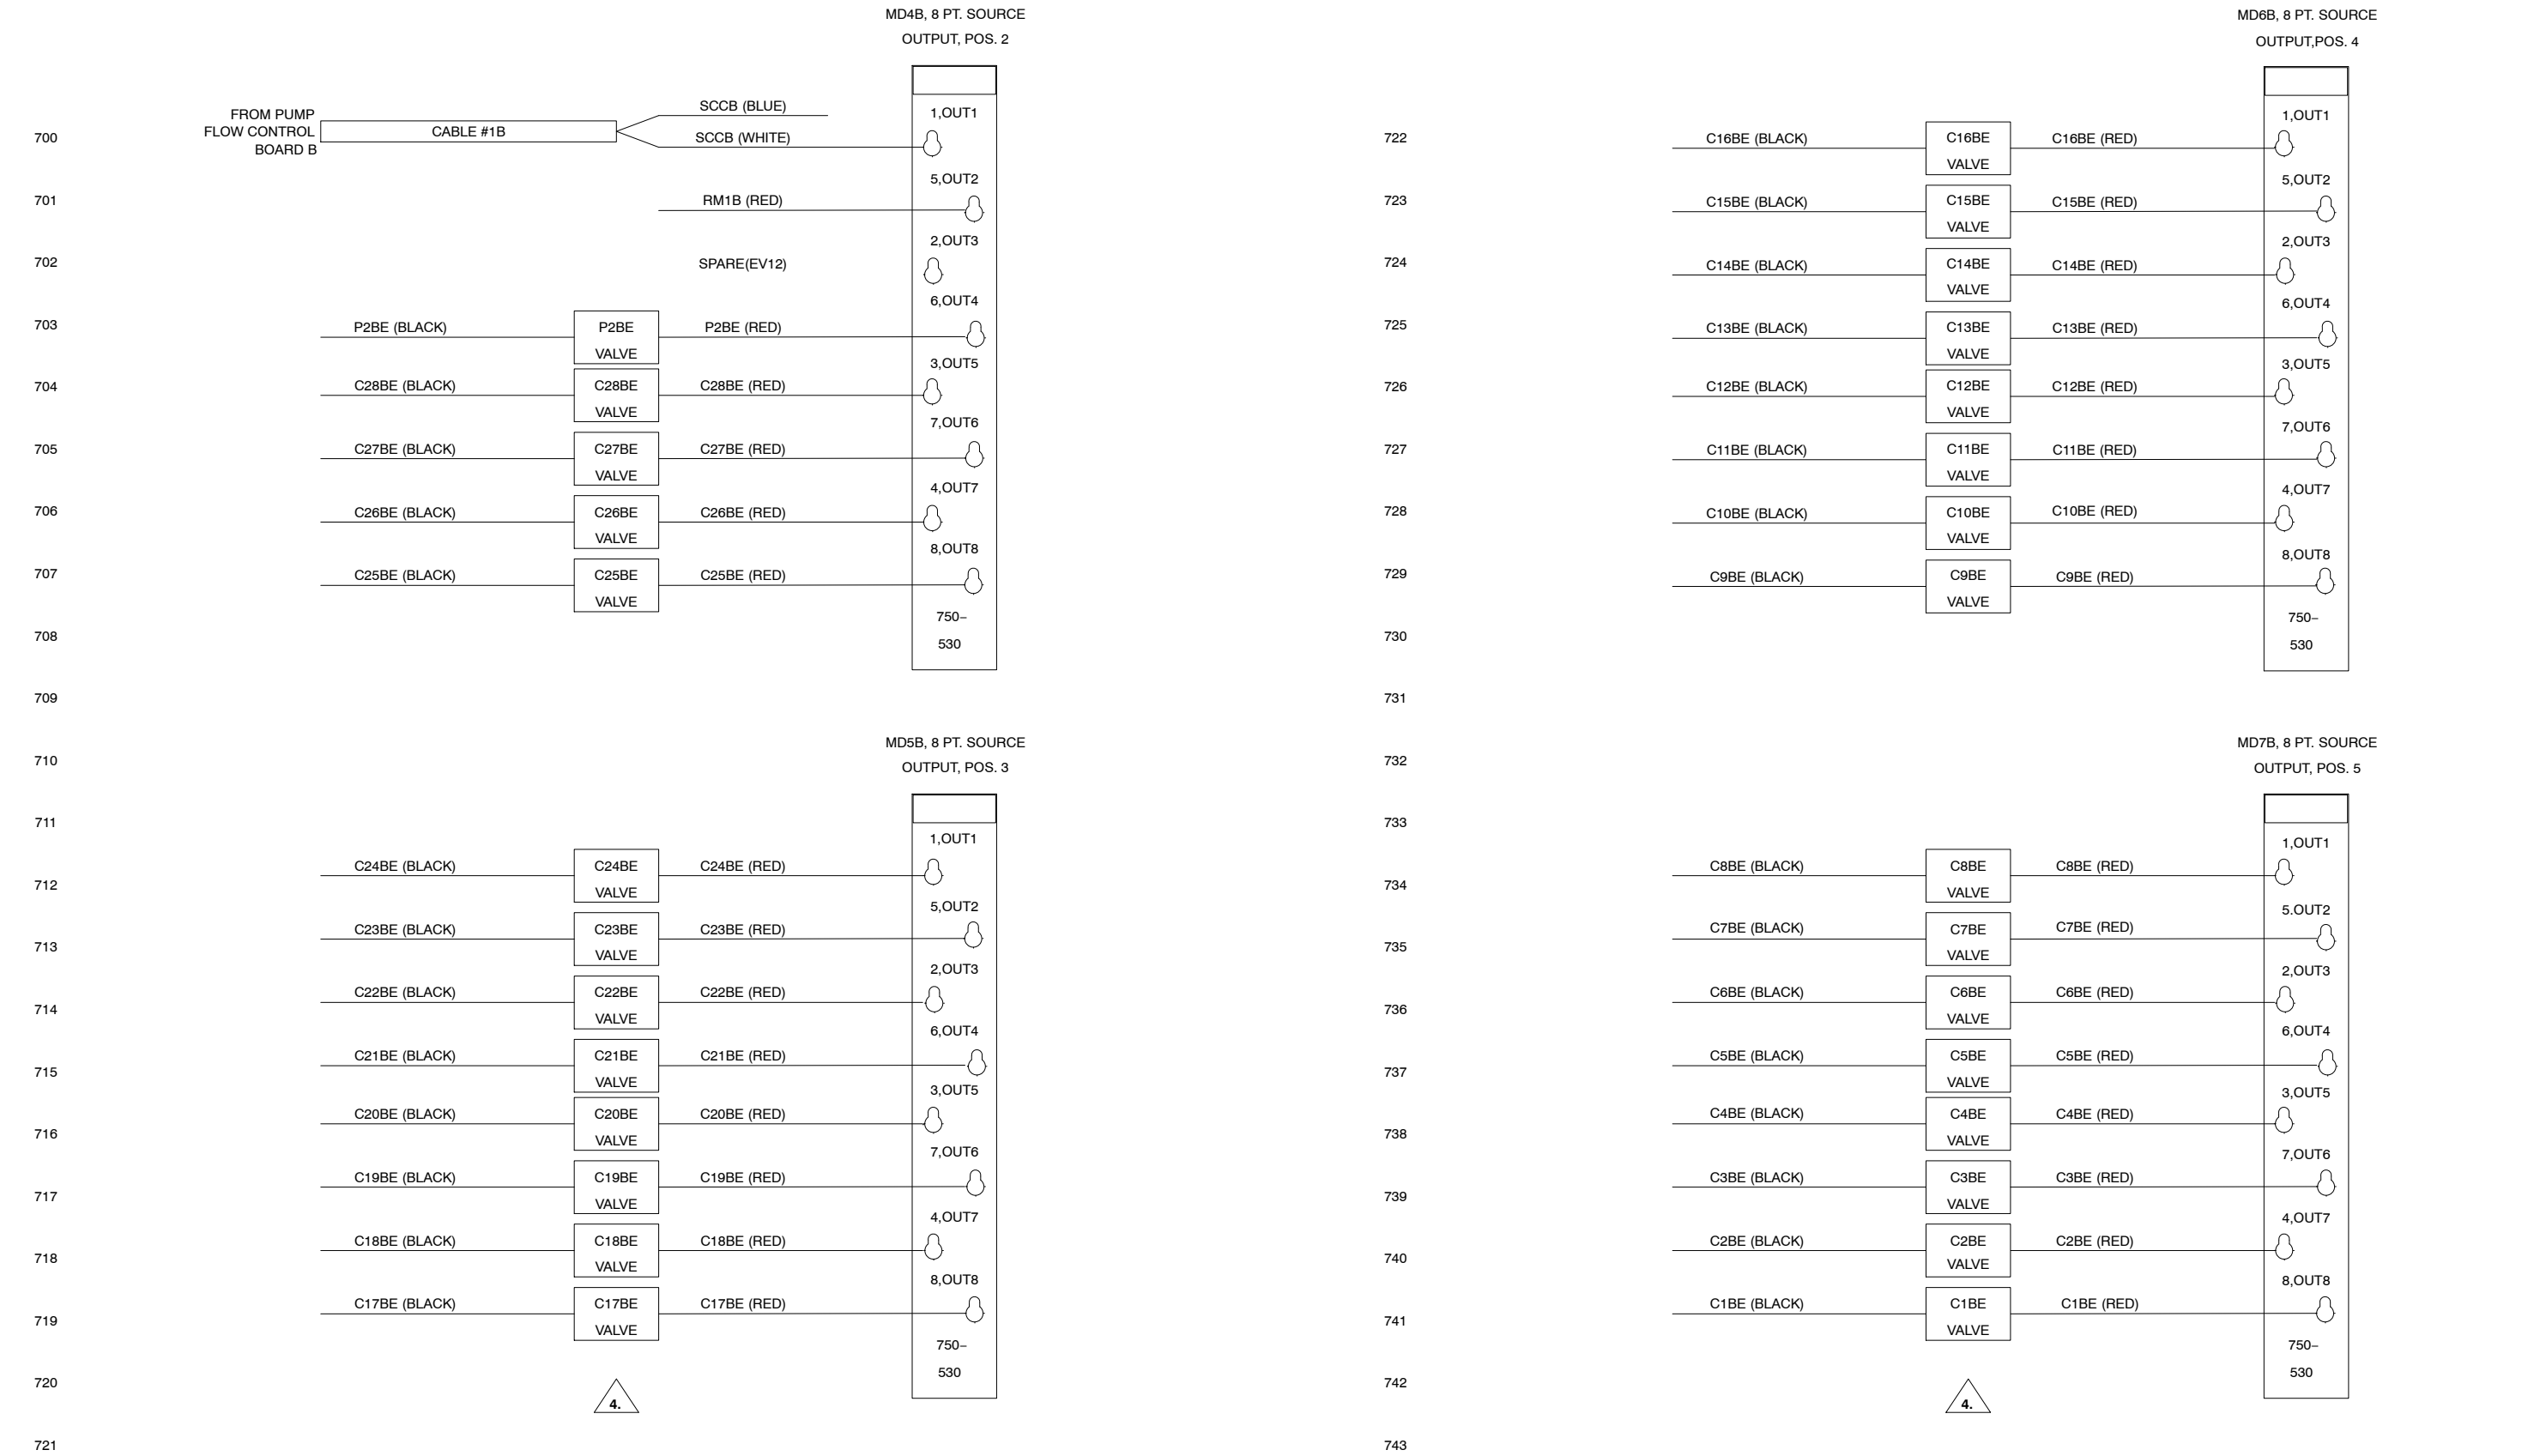 MD4B, 8 PT. SOURCE
OUTPUT, POS. 2
FROM PUMP
FLOW CONTROL
BOARD B
CABLE #1B
SCCB (BLUE)
SCCB (WHITE)
1,OUT1
700
5,OUT2
701
RM1B (RED)
2,OUT3
702
SPARE(EV12)
6,OUT4
703
P2BE (BLACK)
P2BE
VALVE
P2BE (RED)
3,OUT5
704
C28BE (BLACK)
C28BE
VALVE
C28BE (RED)
7,OUT6
705
C27BE (BLACK)
C27BE
VALVE
C27BE (RED)
4,OUT7
706
C26BE (BLACK)
C26BE
VALVE
C26BE (RED)
8,OUT8
707
C25BE (BLACK)
C25BE
VALVE
C25BE (RED)
750–
530
708
709
MD5B, 8 PT. SOURCE
OUTPUT, POS. 3
710
711
1,OUT1
712
C24BE (BLACK)
C24BE
VALVE
C24BE (RED)
5,OUT2
713
C23BE (BLACK)
C23BE
VALVE
C23BE (RED)
2,OUT3
714
C22BE (BLACK)
C22BE
VALVE
C22BE (RED)
6,OUT4
715
C21BE (BLACK)
C21BE
VALVE
C21BE (RED)
3,OUT5
716
C20BE (BLACK)
C20BE
VALVE
C20BE (RED)
7,OUT6
717
C19BE (BLACK)
C19BE
VALVE
C19BE (RED)
4,OUT7
718
C18BE (BLACK)
C18BE
VALVE
C18BE (RED)
8,OUT8
719
C17BE (BLACK)
C17BE
VALVE
C17BE (RED)
750–
530
720
4.
721
MD6B, 8 PT. SOURCE
OUTPUT,POS. 4
1,OUT1
722
C16BE (BLACK)
C16BE
VALVE
C16BE (RED)
5,OUT2
723
C15BE (BLACK)
C15BE
VALVE
C15BE (RED)
2,OUT3
724
C14BE (BLACK)
C14BE
VALVE
C14BE (RED)
6,OUT4
725
C13BE (BLACK)
C13BE
VALVE
C13BE (RED)
3,OUT5
726
C12BE (BLACK)
C12BE
VALVE
C12BE (RED)
7,OUT6
727
C11BE (BLACK)
C11BE
VALVE
C11BE (RED)
4,OUT7
728
C10BE (BLACK)
C10BE
VALVE
C10BE (RED)
8,OUT8
729
C9BE (BLACK)
C9BE
VALVE
C9BE (RED)
750–
530
730
731
MD7B, 8 PT. SOURCE
OUTPUT, POS. 5
732
733
1,OUT1
734
C8BE (BLACK)
C8BE
VALVE
C8BE (RED)
5.OUT2
735
C7BE (BLACK)
C7BE
VALVE
C7BE (RED)
2,OUT3
736
C6BE (BLACK)
C6BE
VALVE
C6BE (RED)
6,OUT4
737
C5BE (BLACK)
C5BE
VALVE
C5BE (RED)
3,OUT5
738
C4BE (BLACK)
C4BE
VALVE
C4BE (RED)
7,OUT6
739
C3BE (BLACK)
C3BE
VALVE
C3BE (RED)
4,OUT7
740
C2BE (BLACK)
C2BE
VALVE
C2BE (RED)
8,OUT8
741
C1BE (BLACK)
C1BE
VALVE
C1BE (RED)
750–
530
742
4.
743